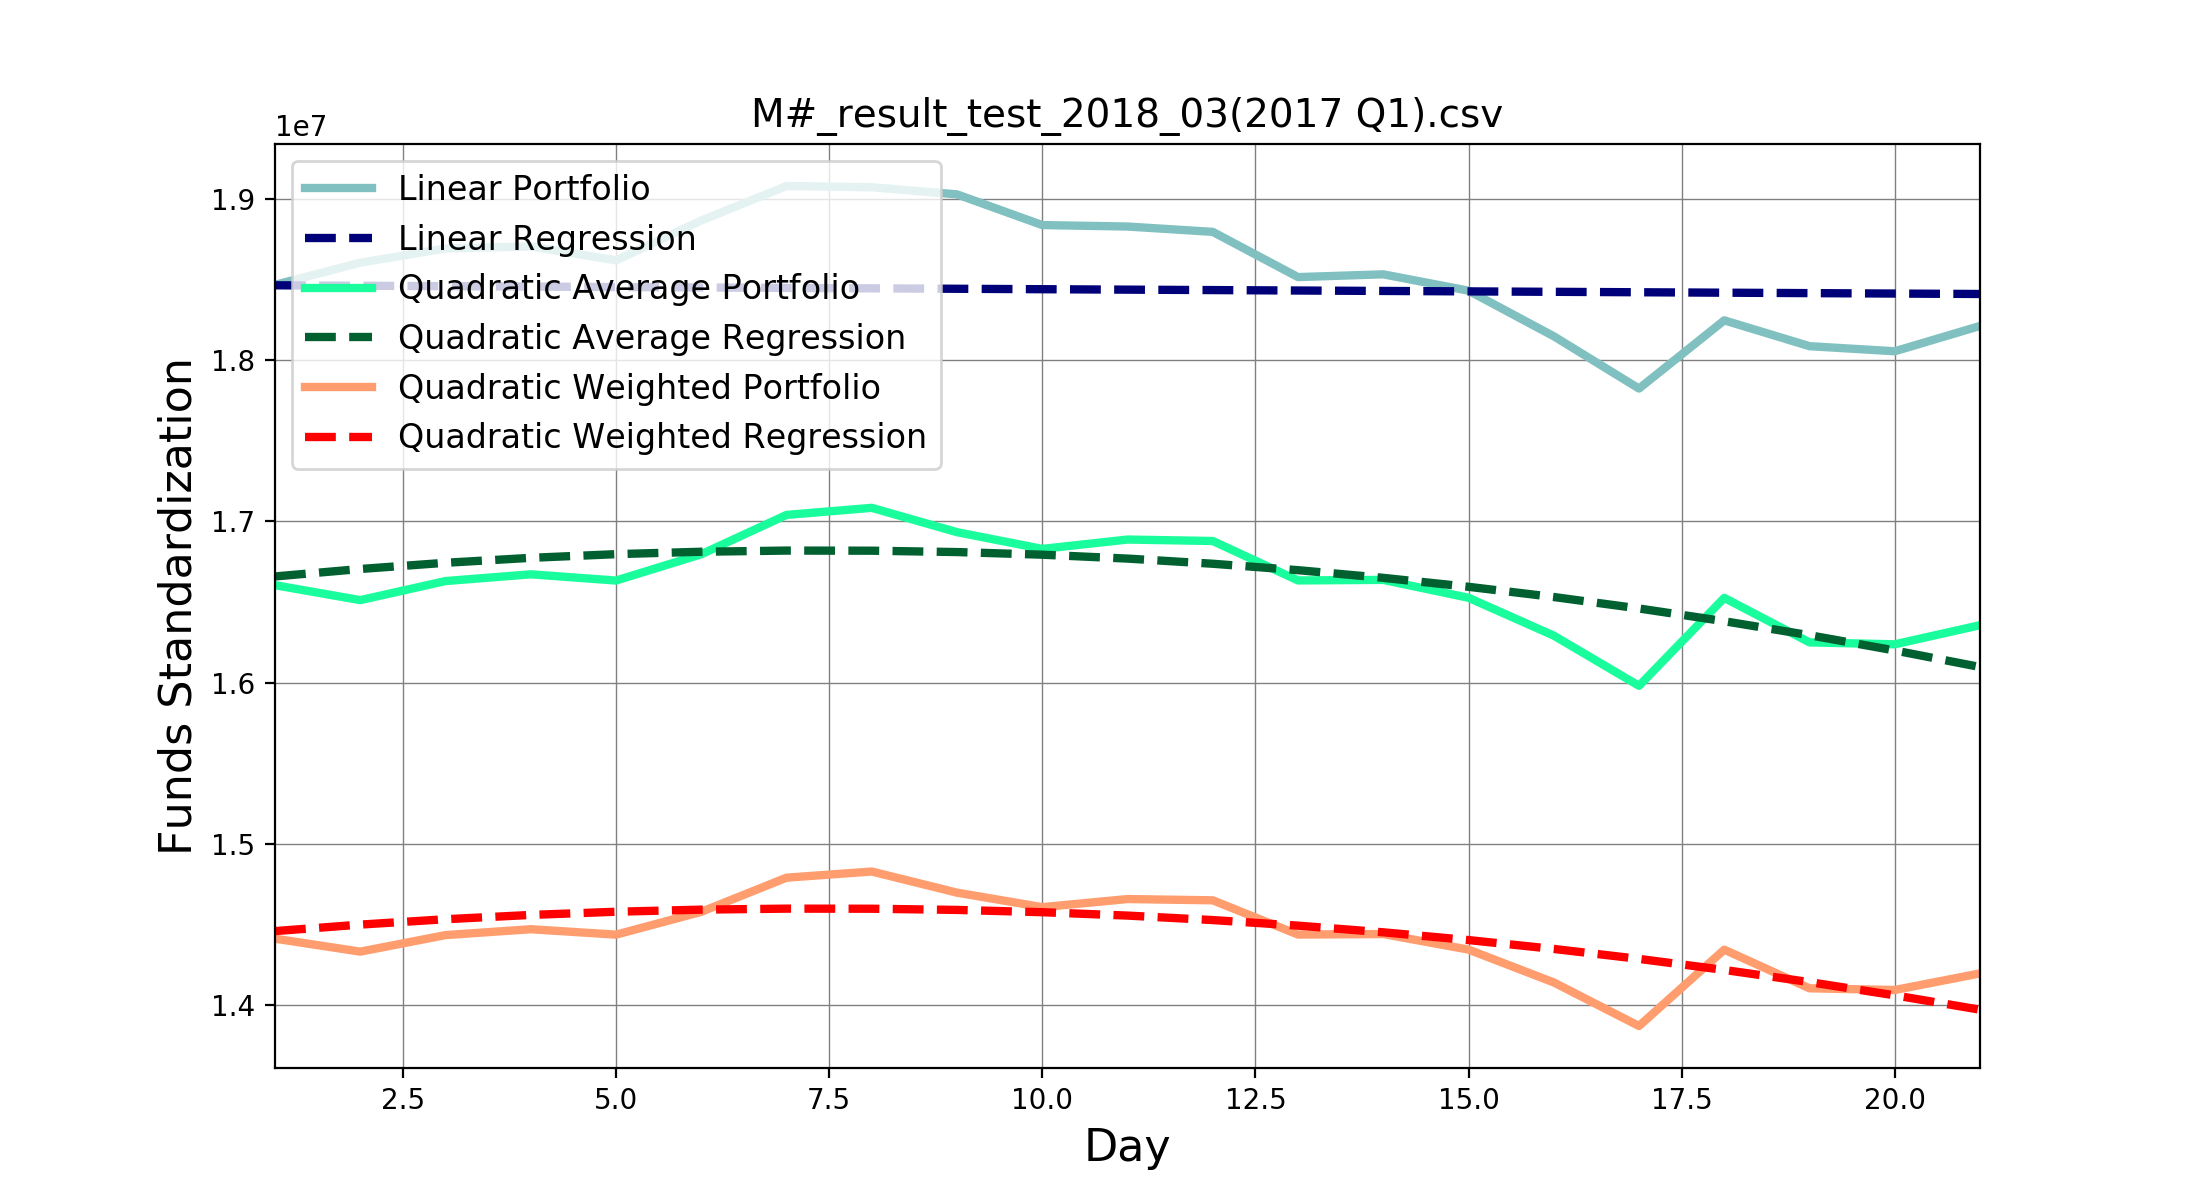 M#_result_test_2018_03(2017 Q1).csv
1e7
Linear Portfolio
Linear Regression
Quadratic Average Portfolio
Quadratic Average Regression
Quadratic Weighted Portfolio
Quadratic Weighted Regression
1.9
1.8
1.7
1.6
1.5
1.4
Funds Standardization
2.5 5.0 7.5 10.0 12.5 15.0 17.5 20.0
Day